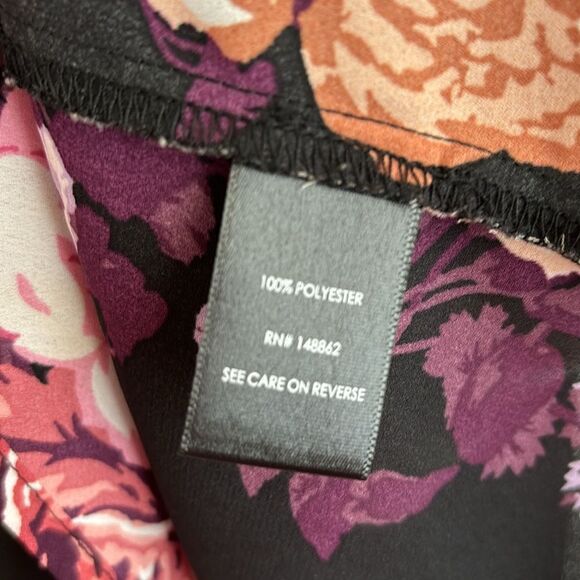 100% POLYESTER
RN# 148862
SEE CARE ON REVERSE